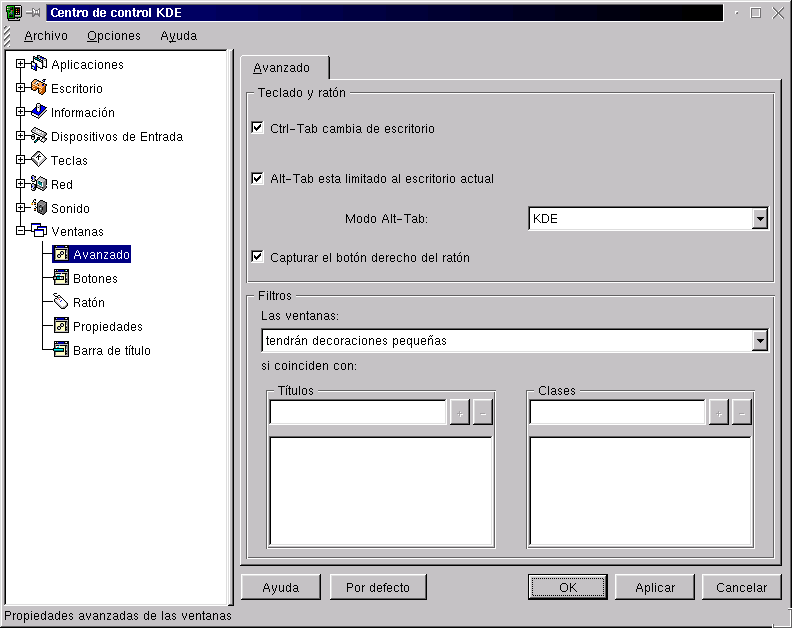 Centro de control KDE
Archivo Opciones Ayuda
Aplicaciones
Escritorio
Información
Dispositivos de Entrada
Teclas
Red
Sonido
Ventanas
Avanzado
Botones
Ratón
Propiedades
Barra de título
Avanzado
Teclado y ratón
Ctrl-Tab cambia de escritorio
Alt-Tab esta limitado al escritorio actual
Modo Alt-Tab: KDE
Capturar el botón derecho del ratón
Filtros
Las ventanas:
tendrán decoraciones pequeñas
si coinciden con:
Títulos Clases
+ - + -
Ayuda Por defecto OK Aplicar Cancelar
Propiedades avanzadas de las ventanas